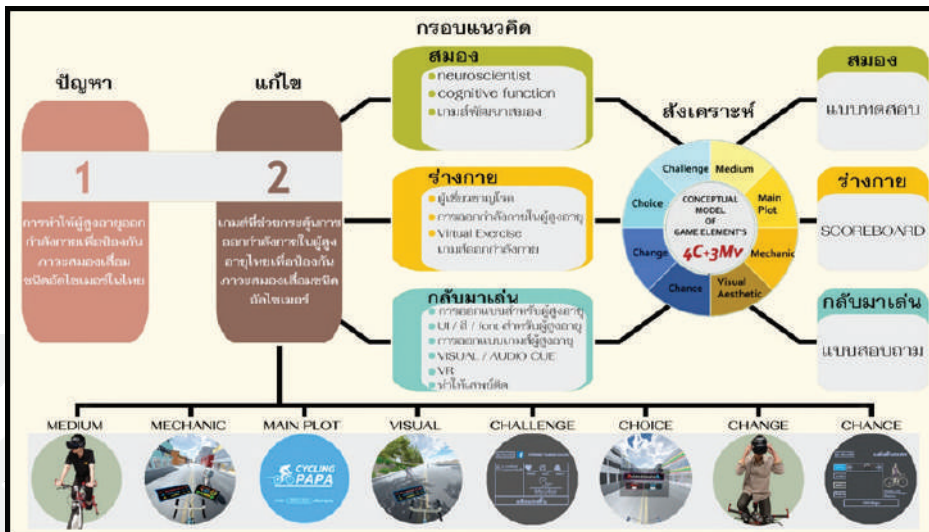 กรอบแนวคิด
ปัญหา
1
การทำให้ผู้สูงอายุออก
กำลังกายเพื่อป้องกัน
ภาวะสมองเสื่อม
ชนิดอัลไซเมอร์ในไทย
แก้ไข
2
เกมส์ที่ช่วยกระตุ้นการ
ออกกำลังกายในผู้สูง
อายุไทยเพื่อป้องกัน
ภาวะสมองเสื่อมชนิด
อัลไซเมอร์
สมอง
neuroscientist
cognitive function
เกมส์พัฒนาสมอง
ร่างกาย
ผู้เชี่ยวชาญโรค
การออกกำลังกายในผู้สูงอายุ
Virtual Exercise
เกมส์ออกกำลังกาย
กลับมาเล่น
การออกแบบสำหรับผู้สูงอายุ
UI / สี / font สำหรับผู้สูงอายุ
การออกแบบเกมส์ผู้สูงอายุ
VISUAL / AUDIO CUE
VR
ทำให้เสพย์ติด
สังเคราะห์
Challenge
Medium
Choice
Main
Plot
Change
Mechanic
Chance
Visual
Aesthetic
CONCEPTUAL
MODEL
OF
GAME ELEMENT'S
4C+3Mv
สมอง
แบบทดสอบ
ร่างกาย
SCOREBOARD
กลับมาเล่น
แบบสอบถาม
MEDIUM
MECHANIC
MAIN PLOT
VISUAL
CHALLENGE
CHOICE
CHANGE
CHANCE
CYCLING
PAPA